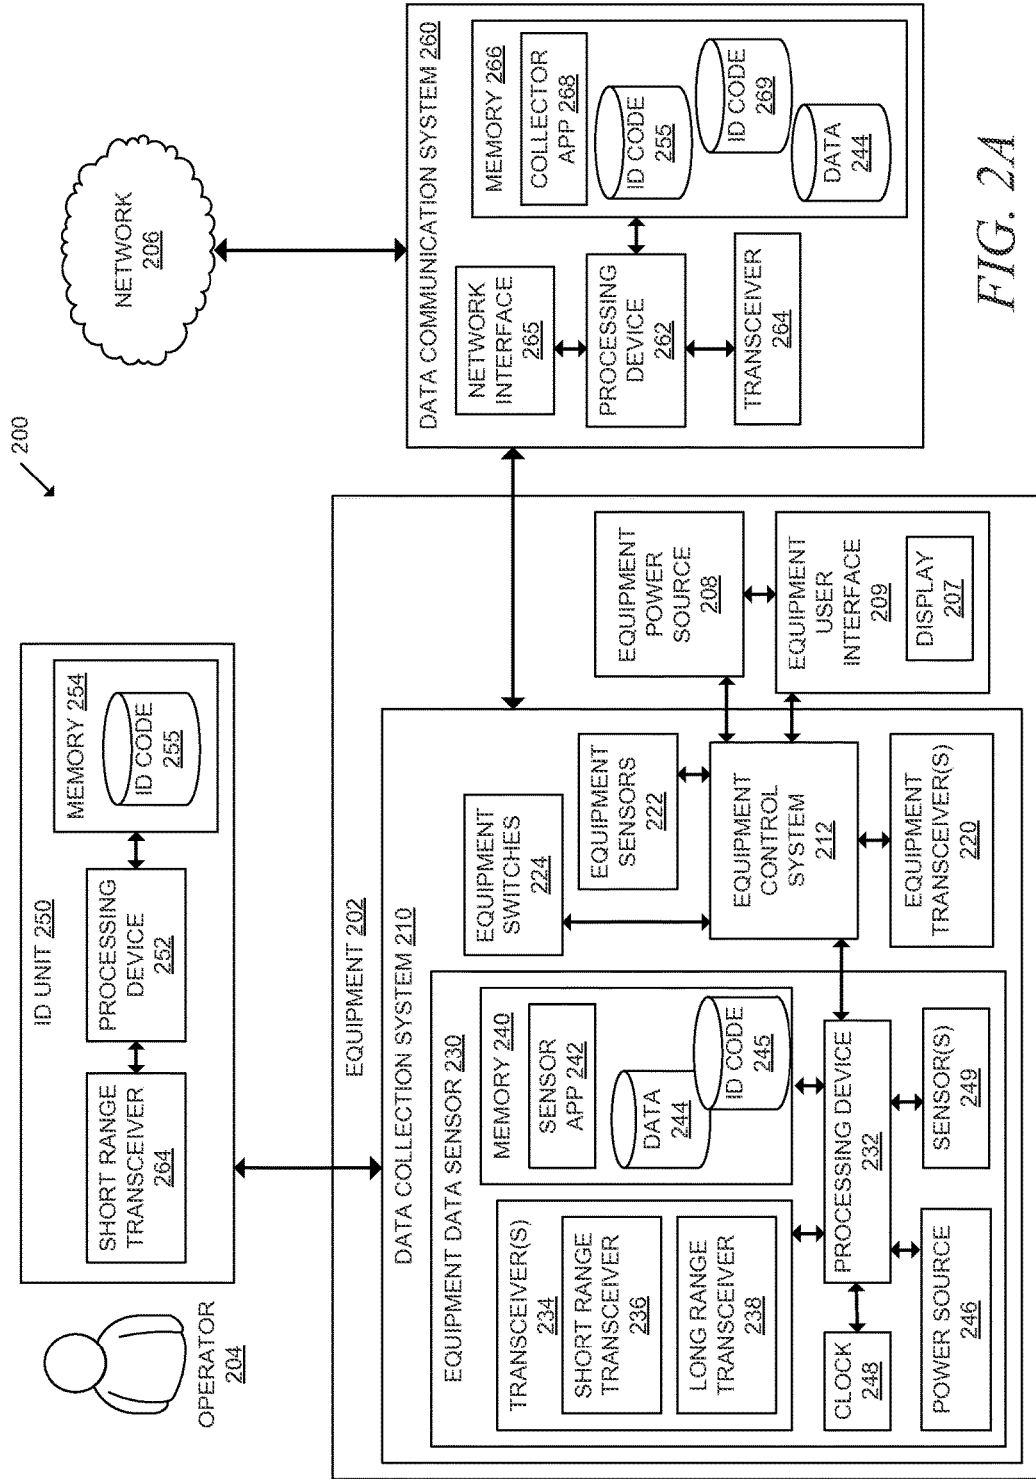 200
NETWORK
206
OPERATOR
204
ID UNIT 250
SHORT RANGE
TRANSCEIVER
264
PROCESSING
DEVICE
252
MEMORY 254
ID CODE
255
EQUIPMENT 202
DATA COLLECTION SYSTEM 210
EQUIPMENT DATA SENSOR 230
TRANSCEIVER(S)
234
SHORT RANGE
TRANSCEIVER
236
LONG RANGE
TRANSCEIVER
238
MEMORY 240
SENSOR
APP 242
DATA
244
ID CODE
245
CLOCK
248
PROCESSING DEVICE
232
POWER SOURCE
246
SENSOR(S)
249
EQUIPMENT
SWITCHES
224
EQUIPMENT
SENSORS
222
EQUIPMENT
CONTROL
SYSTEM
212
EQUIPMENT
TRANSCEIVER(S)
220
EQUIPMENT
POWER
SOURCE
208
EQUIPMENT
USER
INTERFACE
209
DISPLAY
207
DATA COMMUNICATION SYSTEM 260
NETWORK
INTERFACE
265
PROCESSING
DEVICE
262
TRANSCEIVER
264
MEMORY 266
COLLECTOR
APP 268
ID CODE
255
ID CODE
269
DATA
244
FIG. 2A